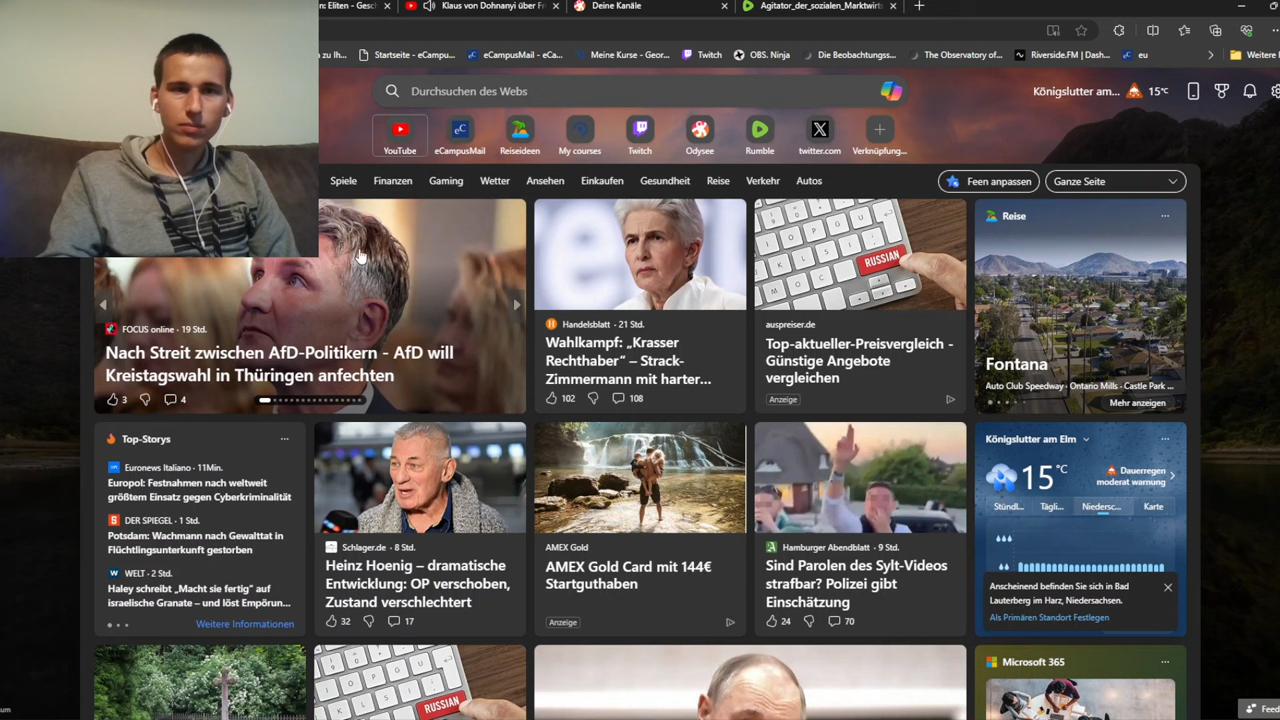 n: Eliten - Gesch
Klaus von Dohnanyi über Fr
Deine Kanäle
Agitator_der_sozialen_Marktwirts
zu Ih...
Startseite - eCampu...
eCampusMail - eCa...
Meine Kurse - Geor...
Twitch
OBS. Ninja
Die Beobachtungss...
The Observatory of...
Riverside.FM | Dash...
eu
Weitere
Durchsuchen des Webs
Königslutter am...
15°C
YouTube
eCampusMail
Reiseideen
My courses
Twitch
Odysee
Rumble
twitter.com
Verknüpfung...
Spiele
Finanzen
Gaming
Wetter
Ansehen
Einkaufen
Gesundheit
Reise
Verkehr
Autos
Feen anpassen
Ganze Seite
FOCUS online · 19 Std.
Nach Streit zwischen AfD-Politikern - AfD will
Kreistagswahl in Thüringen anfechten
3
4
Handelsblatt · 21 Std.
Wahlkampf: „Krasser
Rechthaber“ – Strack-
Zimmermann mit harter...
102
108
RUSSIAN
auspreiser.de
Top-aktueller-Preisvergleich -
Günstige Angebote
vergleichen
Anzeige
Reise
Fontana
Auto Club Speedway · Ontario Mills · Castle Park ...
Mehr anzeigen
Top-Storys
Euronews Italiano · 11Min.
Europol: Festnahmen nach weltweit
größtem Einsatz gegen Cyberkriminalität
DER SPIEGEL · 1 Std.
Potsdam: Wachmann nach Gewalttat in
Flüchtlingsunterkunft gestorben
WELT · 2 Std.
Haley schreibt „Macht sie fertig“ auf
israelische Granate – und löst Empörun...
Weitere Informationen
Schlager.de · 8 Std.
Heinz Hoenig – dramatische
Entwicklung: OP verschoben,
Zustand verschlechtert
32
17
AMEX Gold
AMEX Gold Card mit 144€
Startguthaben
Anzeige
Hamburger Abendblatt · 9 Std.
Sind Parolen des Sylt-Videos
strafbar? Polizei gibt
Einschätzung
24
70
Königslutter am Elm
15 °C
Dauerregen
moderat warnung
Stündl...
Tägli...
Niedersc...
Karte
Anscheinend befinden Sie sich in Bad
Lauterberg im Harz, Niedersachsen.
Als Primären Standort Festlegen
RUSSIAN
Microsoft 365
Feed